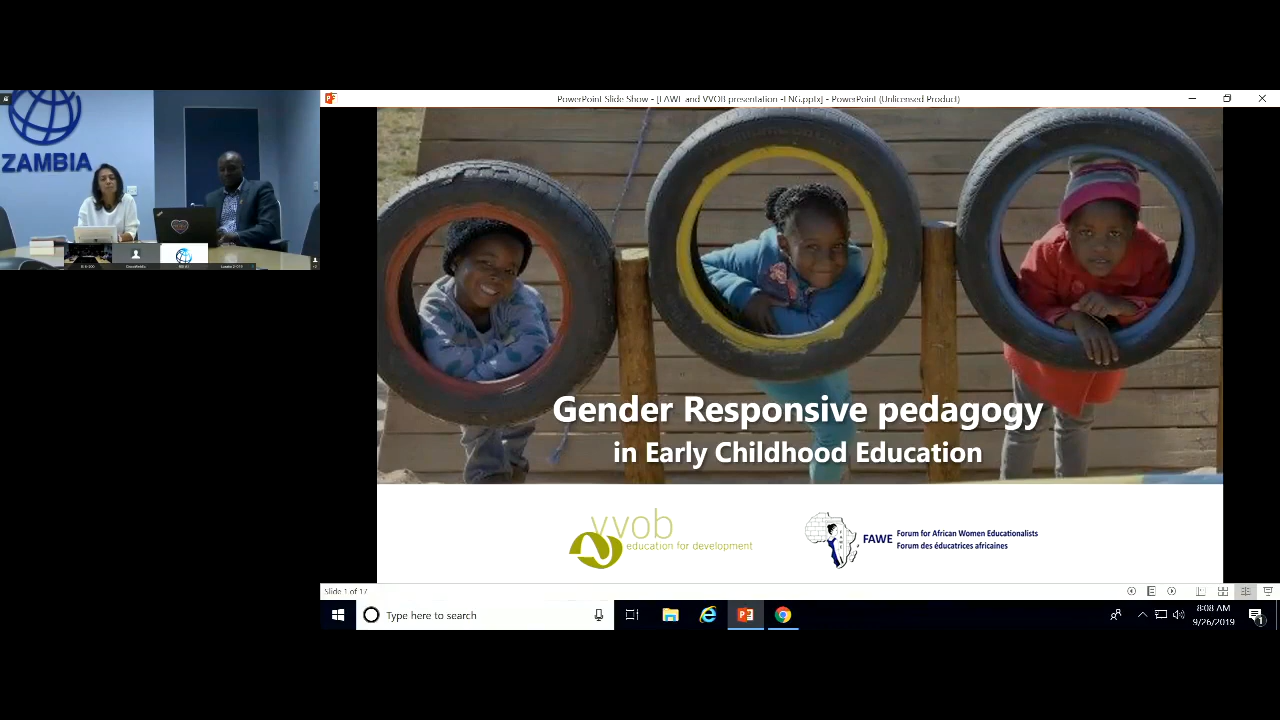 ZAMBIA
PowerPoint Slide Show - [FAWE and VVOB presentation -ENG.pptx] - PowerPoint (Unlicensed Product)
Gender Responsive pedagogy
in Early Childhood Education
vvob
education for development
FAWE
Forum for African Women Educationalists
Forum des éducatrices africaines
Slide 1 of 17
Type here to search
8:08 AM
9/26/2019
1